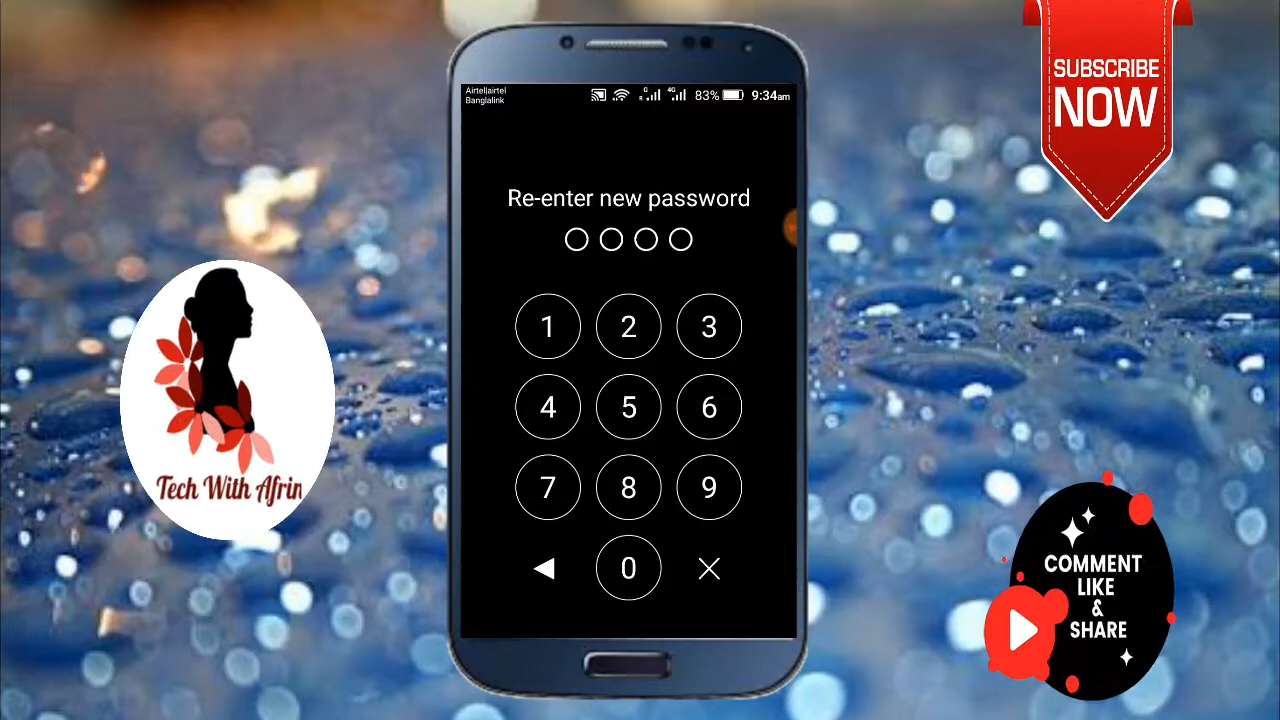 Airtel|airtel
Banglalink
R G 4G 83% 9:34am
Re-enter new password
1 2 3
4 5 6
7 8 9
0
SUBSCRIBE
NOW
Tech With Afrin
COMMENT
LIKE
&
SHARE